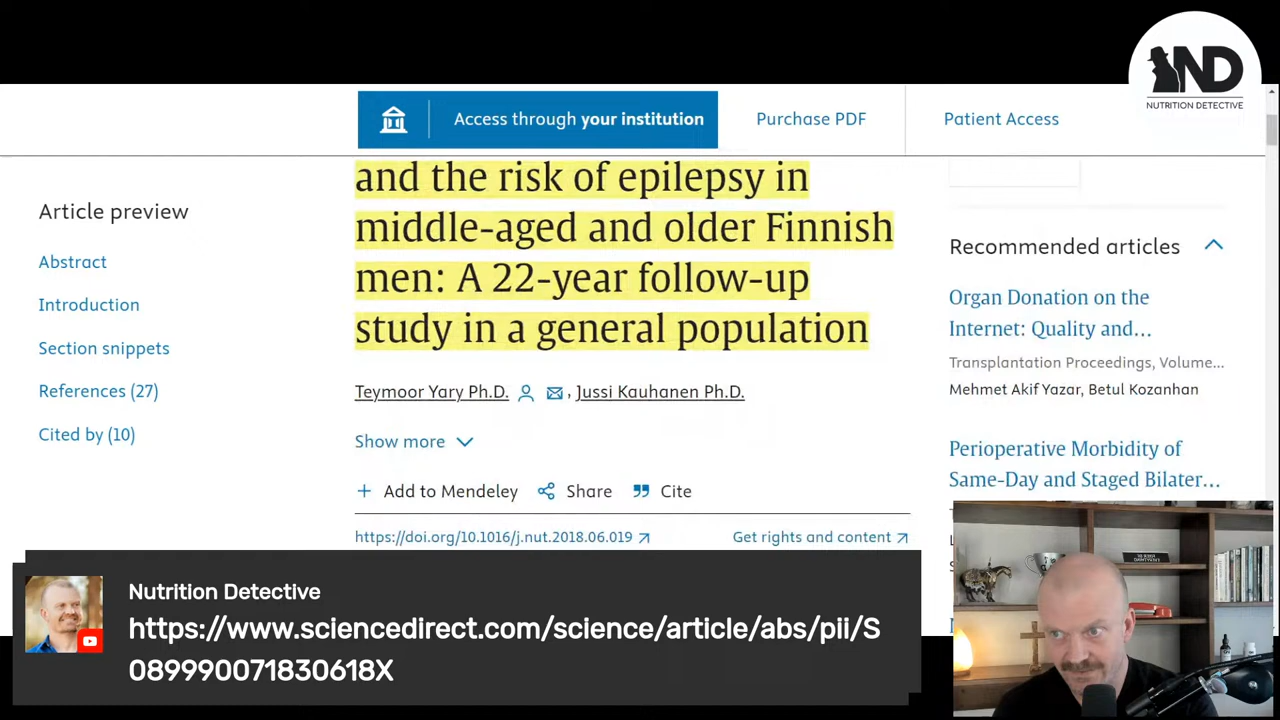 ND
NUTRITION DETECTIVE
Access through your institution
Purchase PDF
Patient Access
Article preview
Abstract
Introduction
Section snippets
References (27)
Cited by (10)
and the risk of epilepsy in
middle-aged and older Finnish
men: A 22-year follow-up
study in a general population
Teymoor Yary Ph.D. , Jussi Kauhanen Ph.D.
Show more
Add to Mendeley
Share
Cite
https://doi.org/10.1016/j.nut.2018.06.019
Get rights and content
Recommended articles
Organ Donation on the
Internet: Quality and…
Transplantation Proceedings, Volume...
Mehmet Akif Yazar, Betul Kozanhan
Perioperative Morbidity of
Same-Day and Staged Bilater…
Nutrition Detective
https://www.sciencedirect.com/science/article/abs/pii/S
089990071830618X